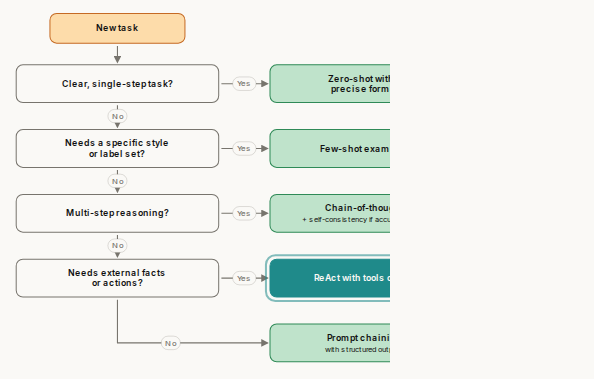 New task
Clear, single-step task?
Yes
Zero-shot with
precise form
No
Needs a specific style
or label set?
Yes
Few-shot exam
No
Multi-step reasoning?
Yes
Chain-of-thou
+ self-consistency if accu
No
Needs external facts
or actions?
Yes
ReAct with tools
No
Prompt chaini
with structured out